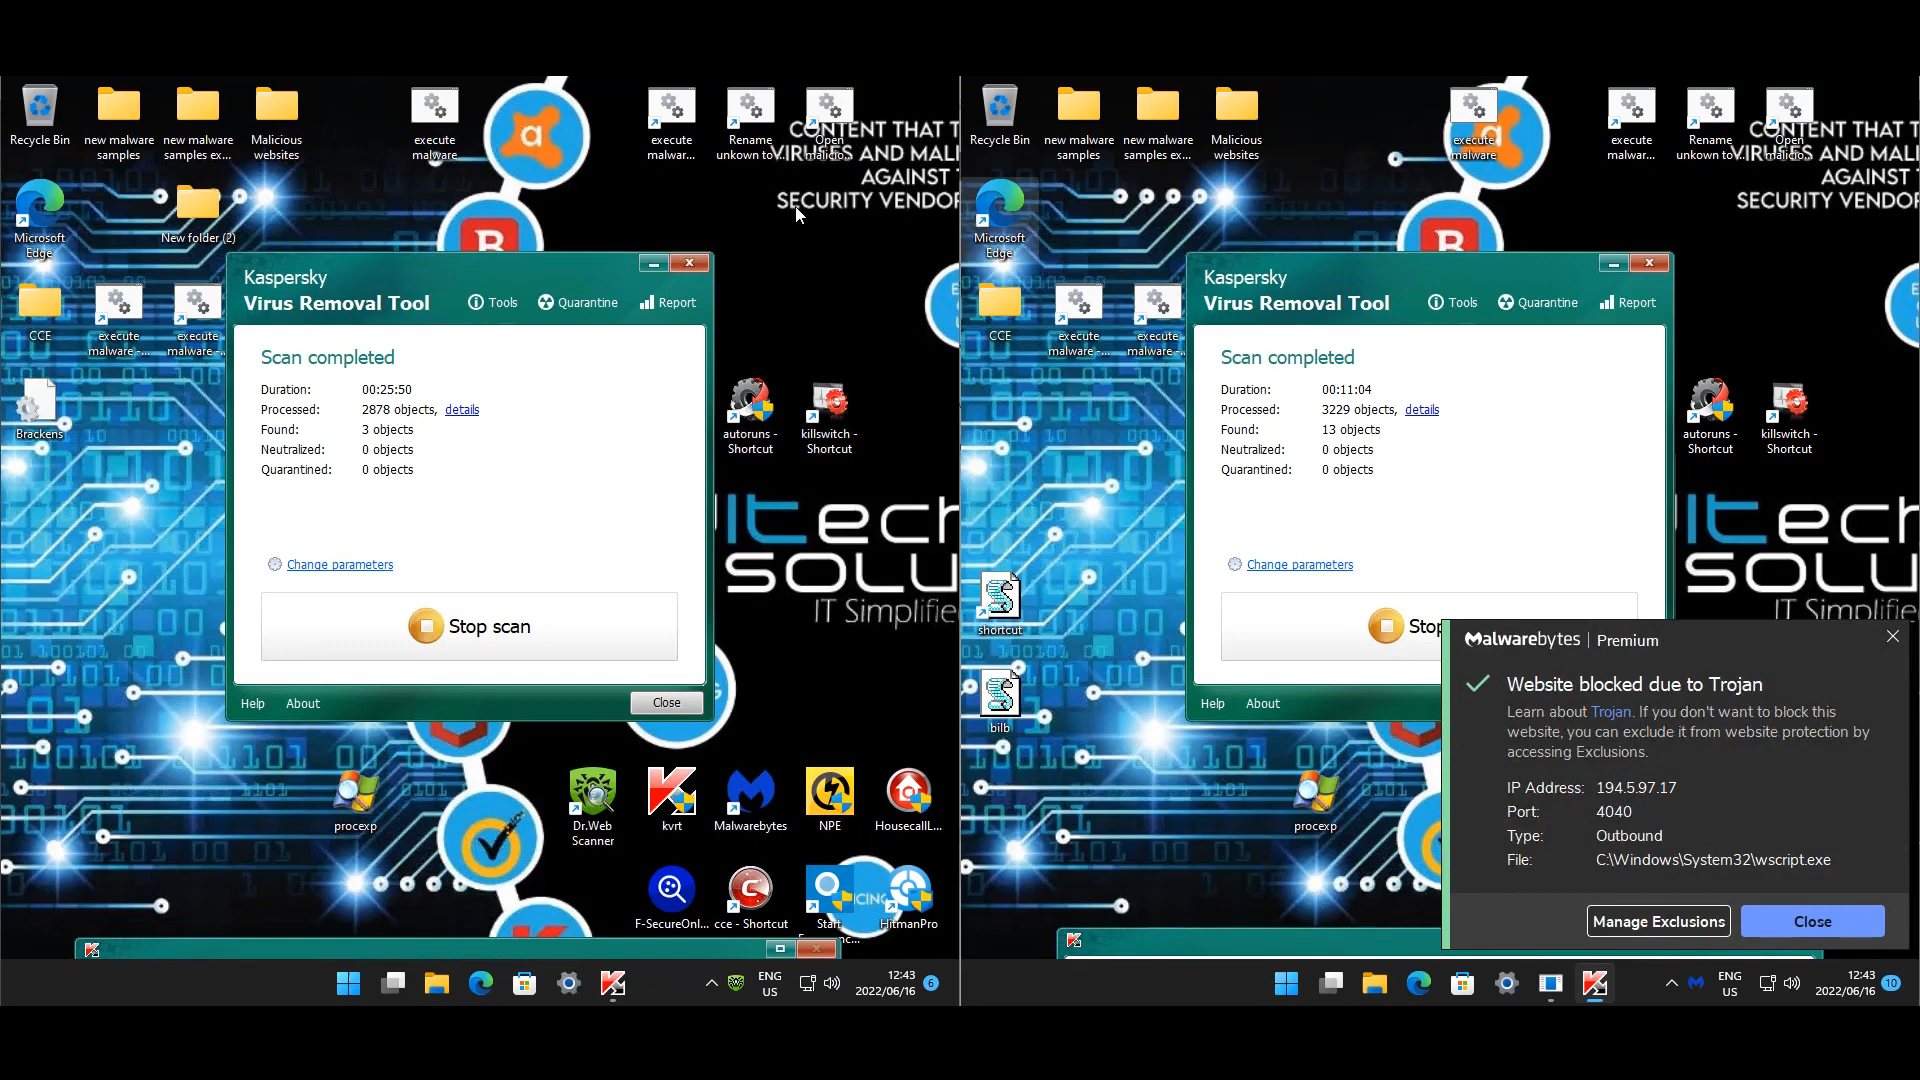 Recycle Bin
new malware samples
new malware samples ex...
Malicious websites
execute malware
execute malwar...
Rename unkown to ...
Open malicio...
CONTENT THAT T
VIRUSES AND MAL
AGAINST
SECURITY VENDOR
Microsoft Edge
New folder (2)
CCE
execute malware -...
execute malware -...
Brackens
Kaspersky
Virus Removal Tool
Tools
Quarantine
Report
Scan completed
Duration: 00:25:50
Processed: 2878 objects, details
Found: 3 objects
Neutralized: 0 objects
Quarantined: 0 objects
Change parameters
Stop scan
Help
About
Close
autoruns - Shortcut
killswitch - Shortcut
Itech
SOLU
IT Simplifie
procexp
Dr.Web Scanner
kvrt
Malwarebytes
NPE
HousecallL...
F-SecureOnl...
cce - Shortcut
Start
HitmanPro
ENG
US
12:43
2022/06/16
6
Recycle Bin
new malware samples
new malware samples ex...
Malicious websites
execute malware
execute malwar...
Rename unkown to ...
Open malicio...
CONTENT THAT T
VIRUSES AND MAL
AGAINST
SECURITY VENDOR
Microsoft Edge
CCE
execute malware -...
execute malware -...
Kaspersky
Virus Removal Tool
Tools
Quarantine
Report
Scan completed
Duration: 00:11:04
Processed: 3229 objects, details
Found: 13 objects
Neutralized: 0 objects
Quarantined: 0 objects
Change parameters
Stop
Help
About
autoruns - Shortcut
killswitch - Shortcut
Itech
SOLU
IT Simplifie
shortcut
bilb
procexp
Malwarebytes | Premium
Website blocked due to Trojan
Learn about Trojan. If you don't want to block this
website, you can exclude it from website protection by
accessing Exclusions.
IP Address: 194.5.97.17
Port: 4040
Type: Outbound
File: C:\Windows\System32\wscript.exe
Manage Exclusions
Close
ENG
US
12:43
2022/06/16
10